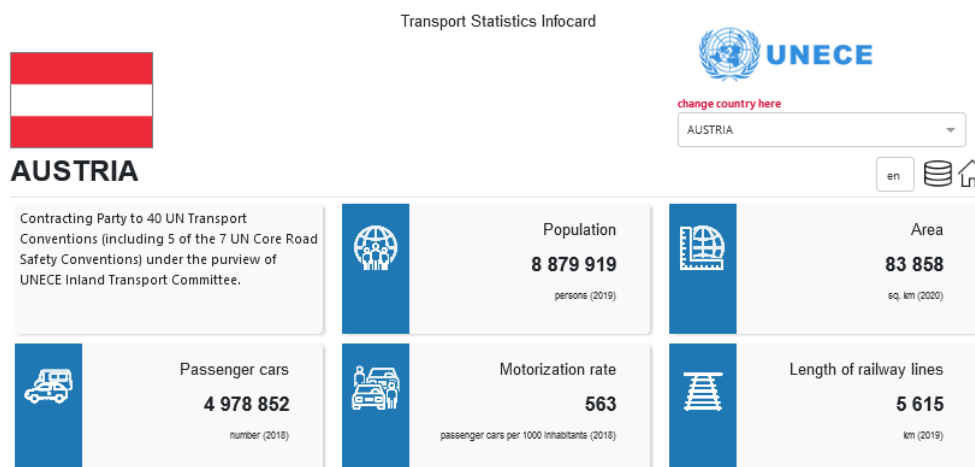 Transport Statistics Infocard
UNECE
change country here
AUSTRIA
AUSTRIA
en
Contracting Party to 40 UN Transport
Conventions (including 5 of the 7 UN Core Road
Safety Conventions) under the purview of
UNECE Inland Transport Committee.
Population
8 879 919
persons (2019)
Area
83 858
sq. km (2020)
Passenger cars
4 978 852
number (2018)
Motorization rate
563
passenger cars per 1000 inhabitants (2018)
Length of railway lines
5 615
km (2019)